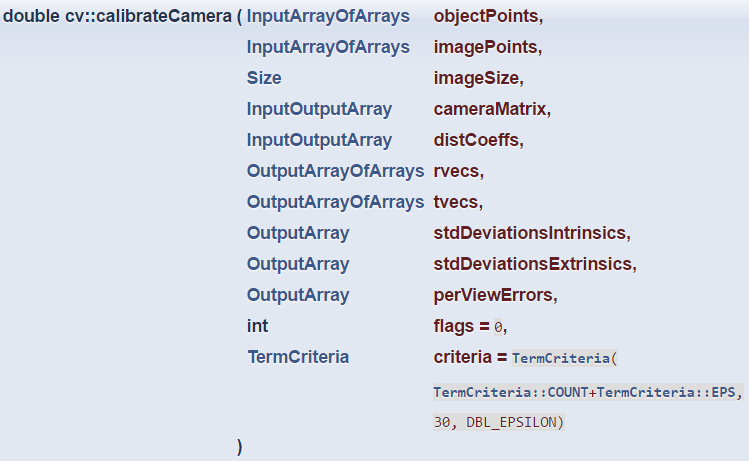 double cv::calibrateCamera ( InputArrayOfArrays objectPoints,
InputArrayOfArrays imagePoints,
Size imageSize,
InputOutputArray cameraMatrix,
InputOutputArray distCoeffs,
OutputArrayOfArrays rvecs,
OutputArrayOfArrays tvecs,
OutputArray stdDeviationsIntrinsics,
OutputArray stdDeviationsExtrinsics,
OutputArray perViewErrors,
int flags = 0,
TermCriteria criteria = TermCriteria(
TermCriteria::COUNT+TermCriteria::EPS,
30, DBL_EPSILON)
)